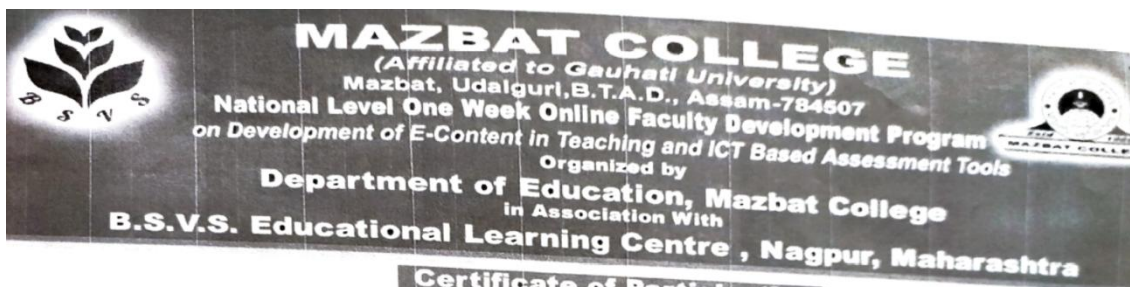 MAZBAT COLLEGE
(Affiliated to Gauhati University)
Mazbat, Udalguri,B.T.A.D., Assam-784507
National Level One Week Online Faculty Development Program
on Development of E-Content in Teaching and ICT Based Assessment Tools
Organized by
Department of Education, Mazbat College
in Association With
B.S.V.S. Educational Learning Centre , Nagpur, Maharashtra
B S V S
MAZBAT COLLEGE
Certificate of